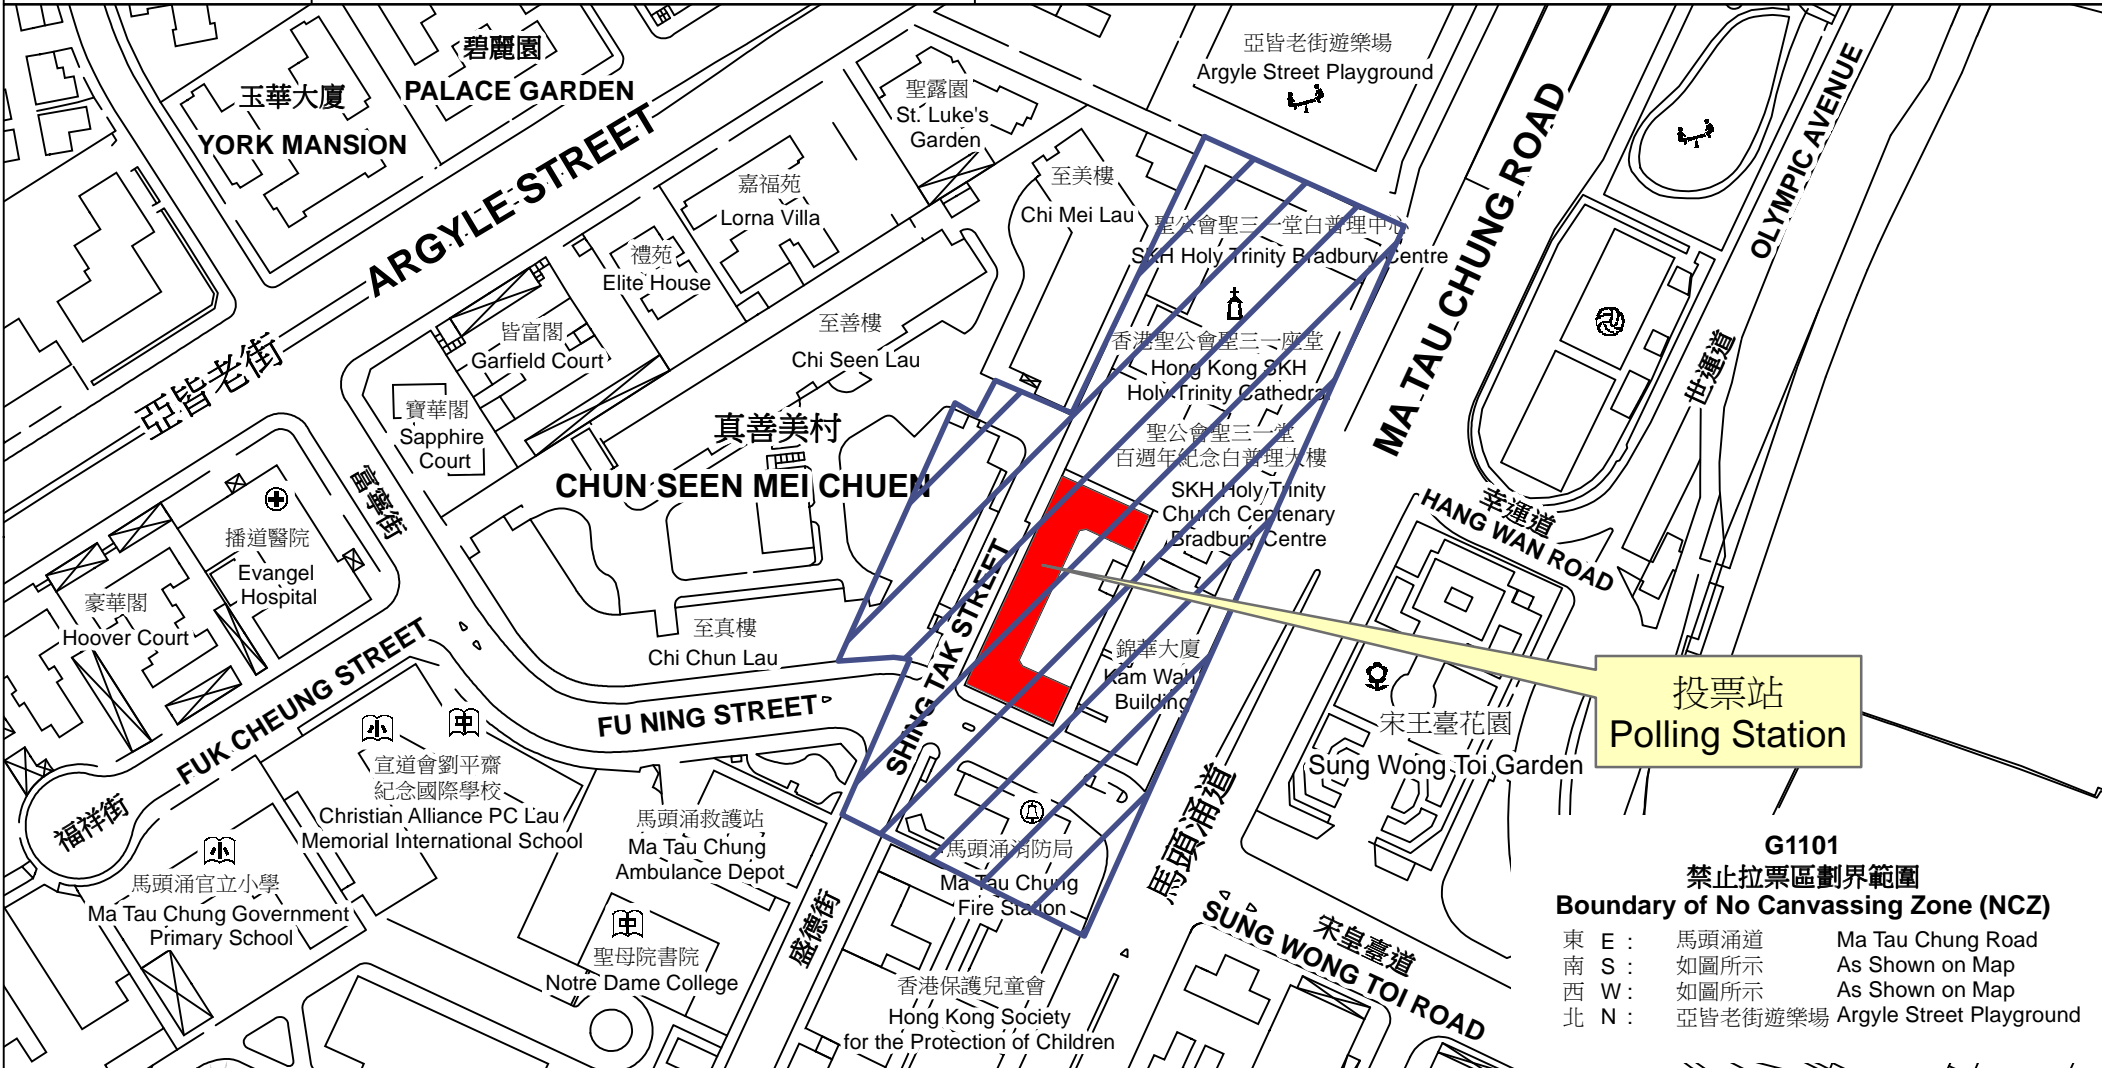 碧麗園
PALACE GARDEN
玉華大廈
YORK MANSION
亞皆老街遊樂場
Argyle Street Playground
聖露園
St. Luke's
Garden
ARGYLE STREET
亞皆老街
嘉福苑
Lorna Villa
至美樓
Chi Mei Lau
禮苑
Elite House
皆富閣
Garfield Court
至善樓
Chi Seen Lau
寶華閣
Sapphire
Court
真善美村
CHUN SEEN MEI CHUEN
聖公會聖三一堂白普理中心
SKH Holy Trinity Bradbury Centre
香港聖公會聖三一座堂
Hong Kong SKH
Holy Trinity Cathedral
聖公會聖三一堂
百週年紀念白普理大樓
SKH Holy Trinity
Church Centenary
Bradbury Centre
MA TAU CHUNG ROAD
馬頭涌道
OLYMPIC AVENUE
世運道
幸運道
HANG WAN ROAD
富寧街
播道醫院
Evangel
Hospital
豪華閣
Hoover Court
至真樓
Chi Chun Lau
FU NING STREET
SHING TAK STREET
盛德街
錦華大廈
Kam Wah
Building
投票站
Polling Station
宋王臺花園
Sung Wong Toi Garden
FUK CHEUNG STREET
福祥街
小
中
宣道會劉平齋
紀念國際學校
Christian Alliance PC Lau
Memorial International School
小
馬頭涌官立小學
Ma Tau Chung Government
Primary School
馬頭涌救護站
Ma Tau Chung
Ambulance Depot
中
聖母院書院
Notre Dame College
馬頭涌消防局
Ma Tau Chung
Fire Station
香港保護兒童會
Hong Kong Society
for the Protection of Children
宋皇臺道
SUNG WONG TOI ROAD
G1101
禁止拉票區劃界範圍
Boundary of No Canvassing Zone (NCZ)
東 E : 馬頭涌道 Ma Tau Chung Road
南 S : 如圖所示 As Shown on Map
西 W : 如圖所示 As Shown on Map
北 N : 亞皆老街遊樂場 Argyle Street Playground